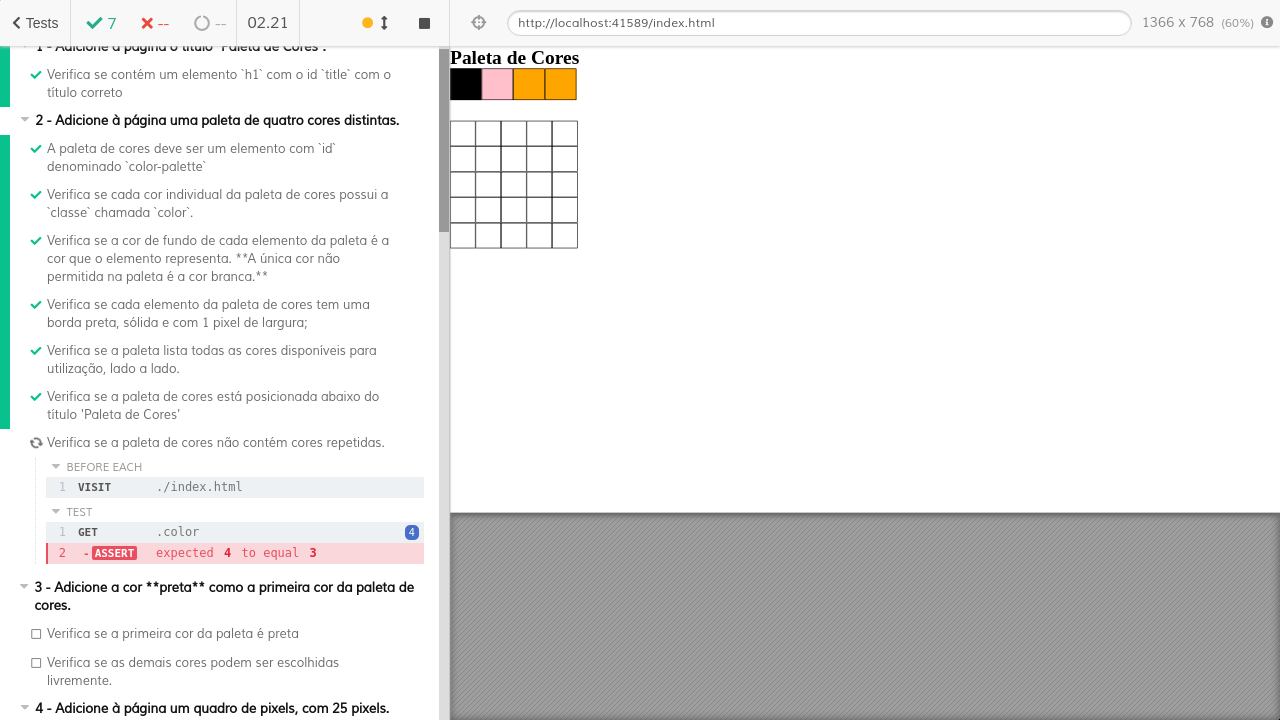 Tests
7
--
--
02.21
http://localhost:41589/index.html
1366 x 768 (60%)
1 - Adicione à página o título "Paleta de Cores".
Verifica se contém um elemento `h1` com o id `title` com o
título correto
2 - Adicione à página uma paleta de quatro cores distintas.
A paleta de cores deve ser um elemento com `id`
denominado `color-palette`
Verifica se cada cor individual da paleta de cores possui a
`classe` chamada `color`.
Verifica se a cor de fundo de cada elemento da paleta é a
cor que o elemento representa. **A única cor não
permitida na paleta é a cor branca.**
Verifica se cada elemento da paleta de cores tem uma
borda preta, sólida e com 1 pixel de largura;
Verifica se a paleta lista todas as cores disponíveis para
utilização, lado a lado.
Verifica se a paleta de cores está posicionada abaixo do
título 'Paleta de Cores'
Verifica se a paleta de cores não contém cores repetidas.
BEFORE EACH
1 VISIT ./index.html
TEST
1 GET .color 4
2 -ASSERT expected 4 to equal 3
3 - Adicione a cor **preta** como a primeira cor da paleta de
cores.
Verifica se a primeira cor da paleta é preta
Verifica se as demais cores podem ser escolhidas
livremente.
4 - Adicione à página um quadro de pixels, com 25 pixels.
Paleta de Cores